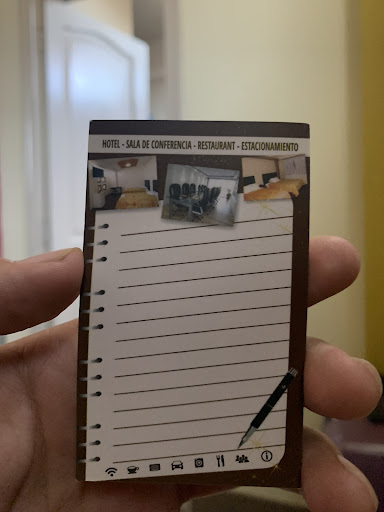 HOTEL - SALA DE CONFERENCIA - RESTAURANT - ESTACIONAMIENTO